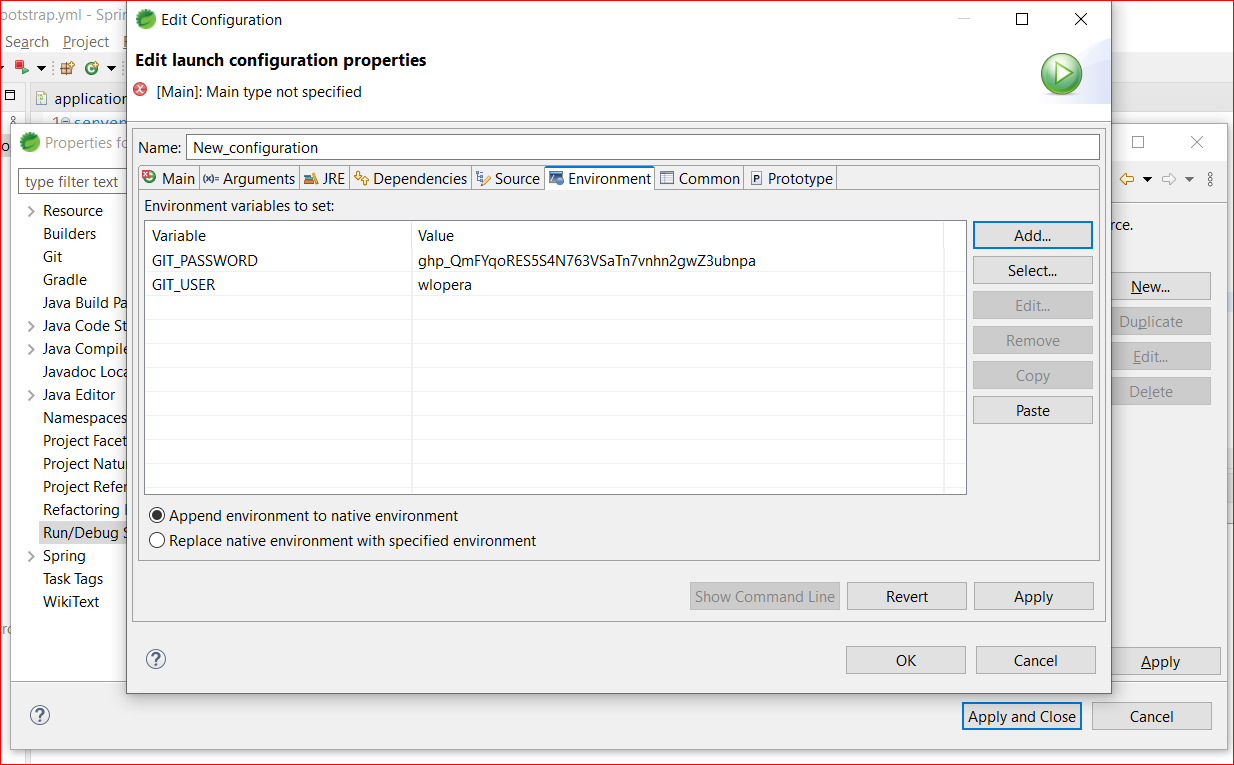 ootstrap.yml - Sprin
Search Project
application
1 server
Edit Configuration
Edit launch configuration properties
[Main]: Main type not specified
Name: New_configuration
Main (x)= Arguments JRE Dependencies Source Environment Common P Prototype
Environment variables to set:
Variable Value
GIT_PASSWORD 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
GIT_USER wlopera
Add...
Select...
Edit...
Remove
Copy
Paste
Append environment to native environment
Replace native environment with specified environment
Show Command Line Revert Apply
OK Cancel
Properties fo
type filter text
Resource
Builders
Git
Gradle
Java Build Pa
Java Code St
Java Compile
Javadoc Loca
Java Editor
Namespaces
Project Facet
Project Natur
Project Refer
Refactoring
Run/Debug S
Spring
Task Tags
WikiText
rce.
New...
Duplicate
Edit...
Delete
Apply
Apply and Close Cancel